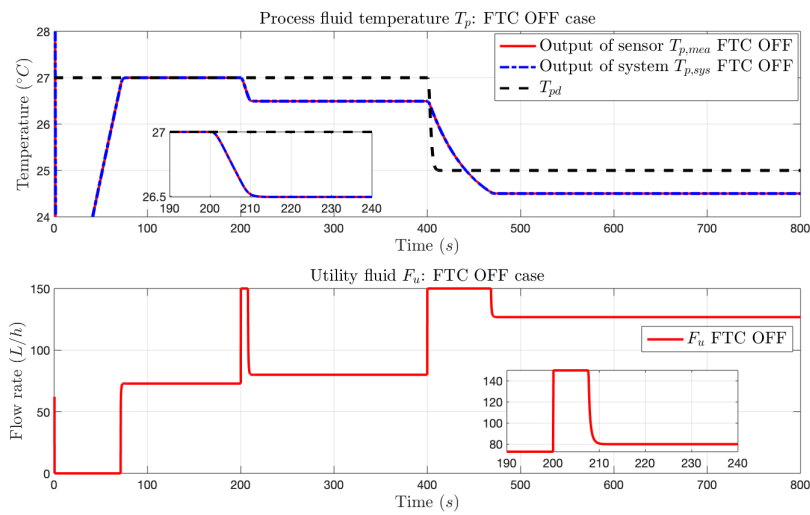 Process fluid temperature T_p: FTC OFF case
Temperature (°C)
28
27
26
25
24
Output of sensor T_{p,mea} FTC OFF
Output of system T_{p,sys} FTC OFF
T_{pd}
27
26.5
190 200 210 220 230 240
0 100 200 300 400 500 600 700 800
Time (s)
Utility fluid F_u: FTC OFF case
Flow rate (L/h)
150
100
50
0
F_u FTC OFF
140
120
100
80
190 200 210 220 230 240
0 100 200 300 400 500 600 700 800
Time (s)